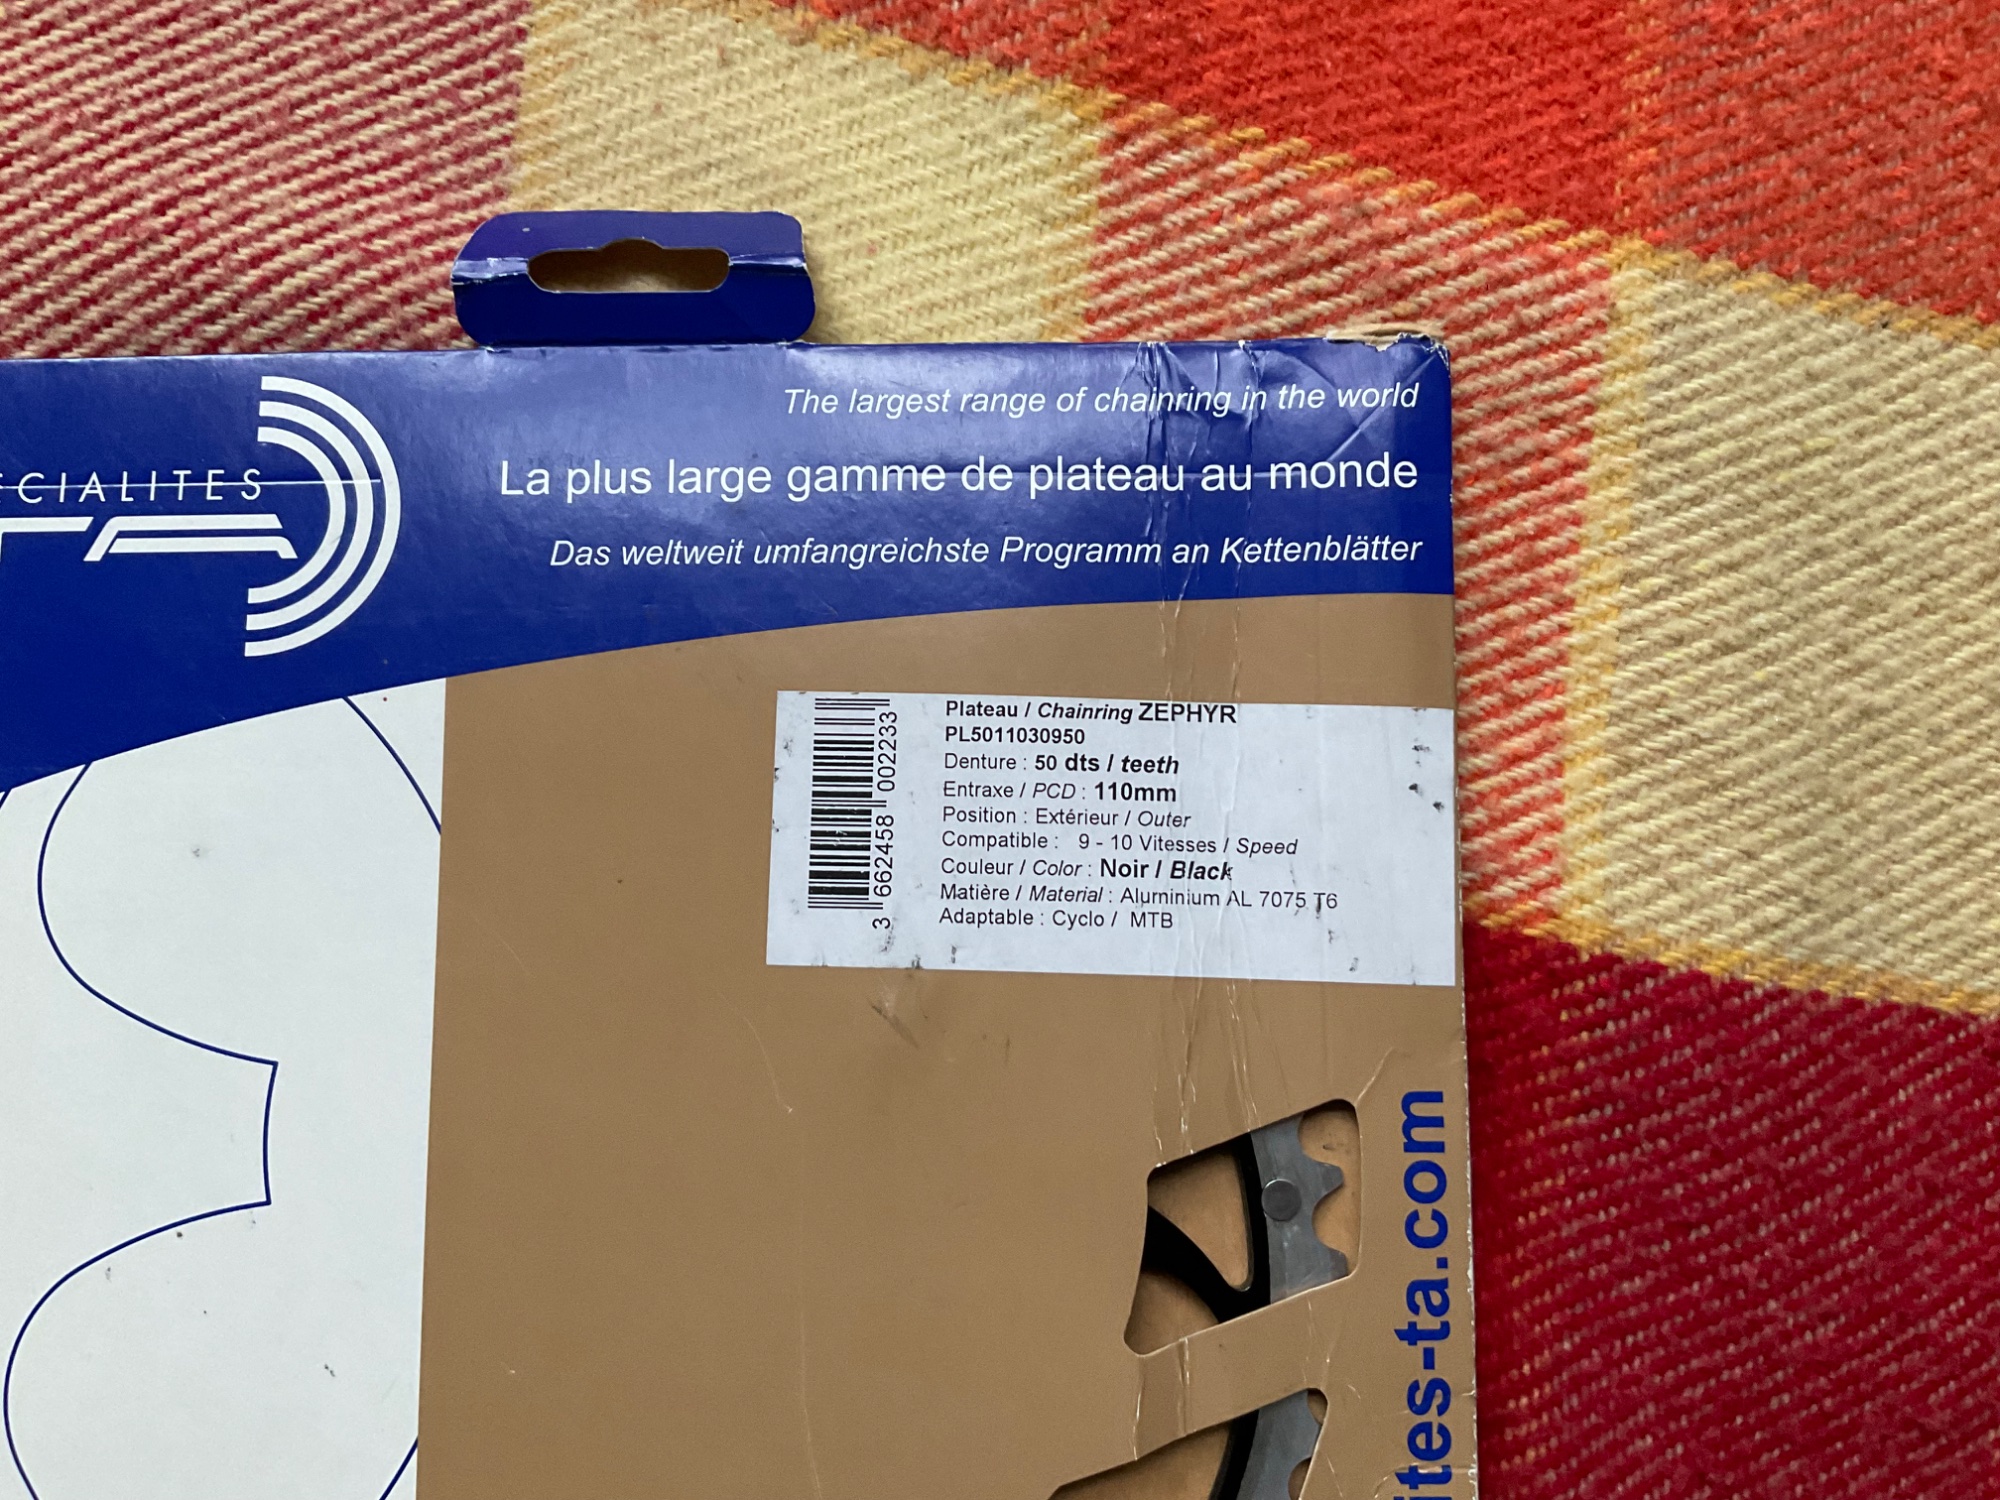 The largest range of chainring in the world
La plus large gamme de plateau au monde
Das weltweit umfangreichste Programm an Kettenblätter
CIALITES
TA
Plateau / Chainring ZEPHYR
PL5011030950
Denture : 50 dts / teeth
Entraxe / PCD : 110mm
Position : Extérieur / Outer
Compatible : 9 - 10 Vitesses / Speed
Couleur / Color : Noir / Black
Matière / Material : Aluminium AL 7075 T6
Adaptable : Cyclo / MTB
3 662458 002233
ites-ta.com